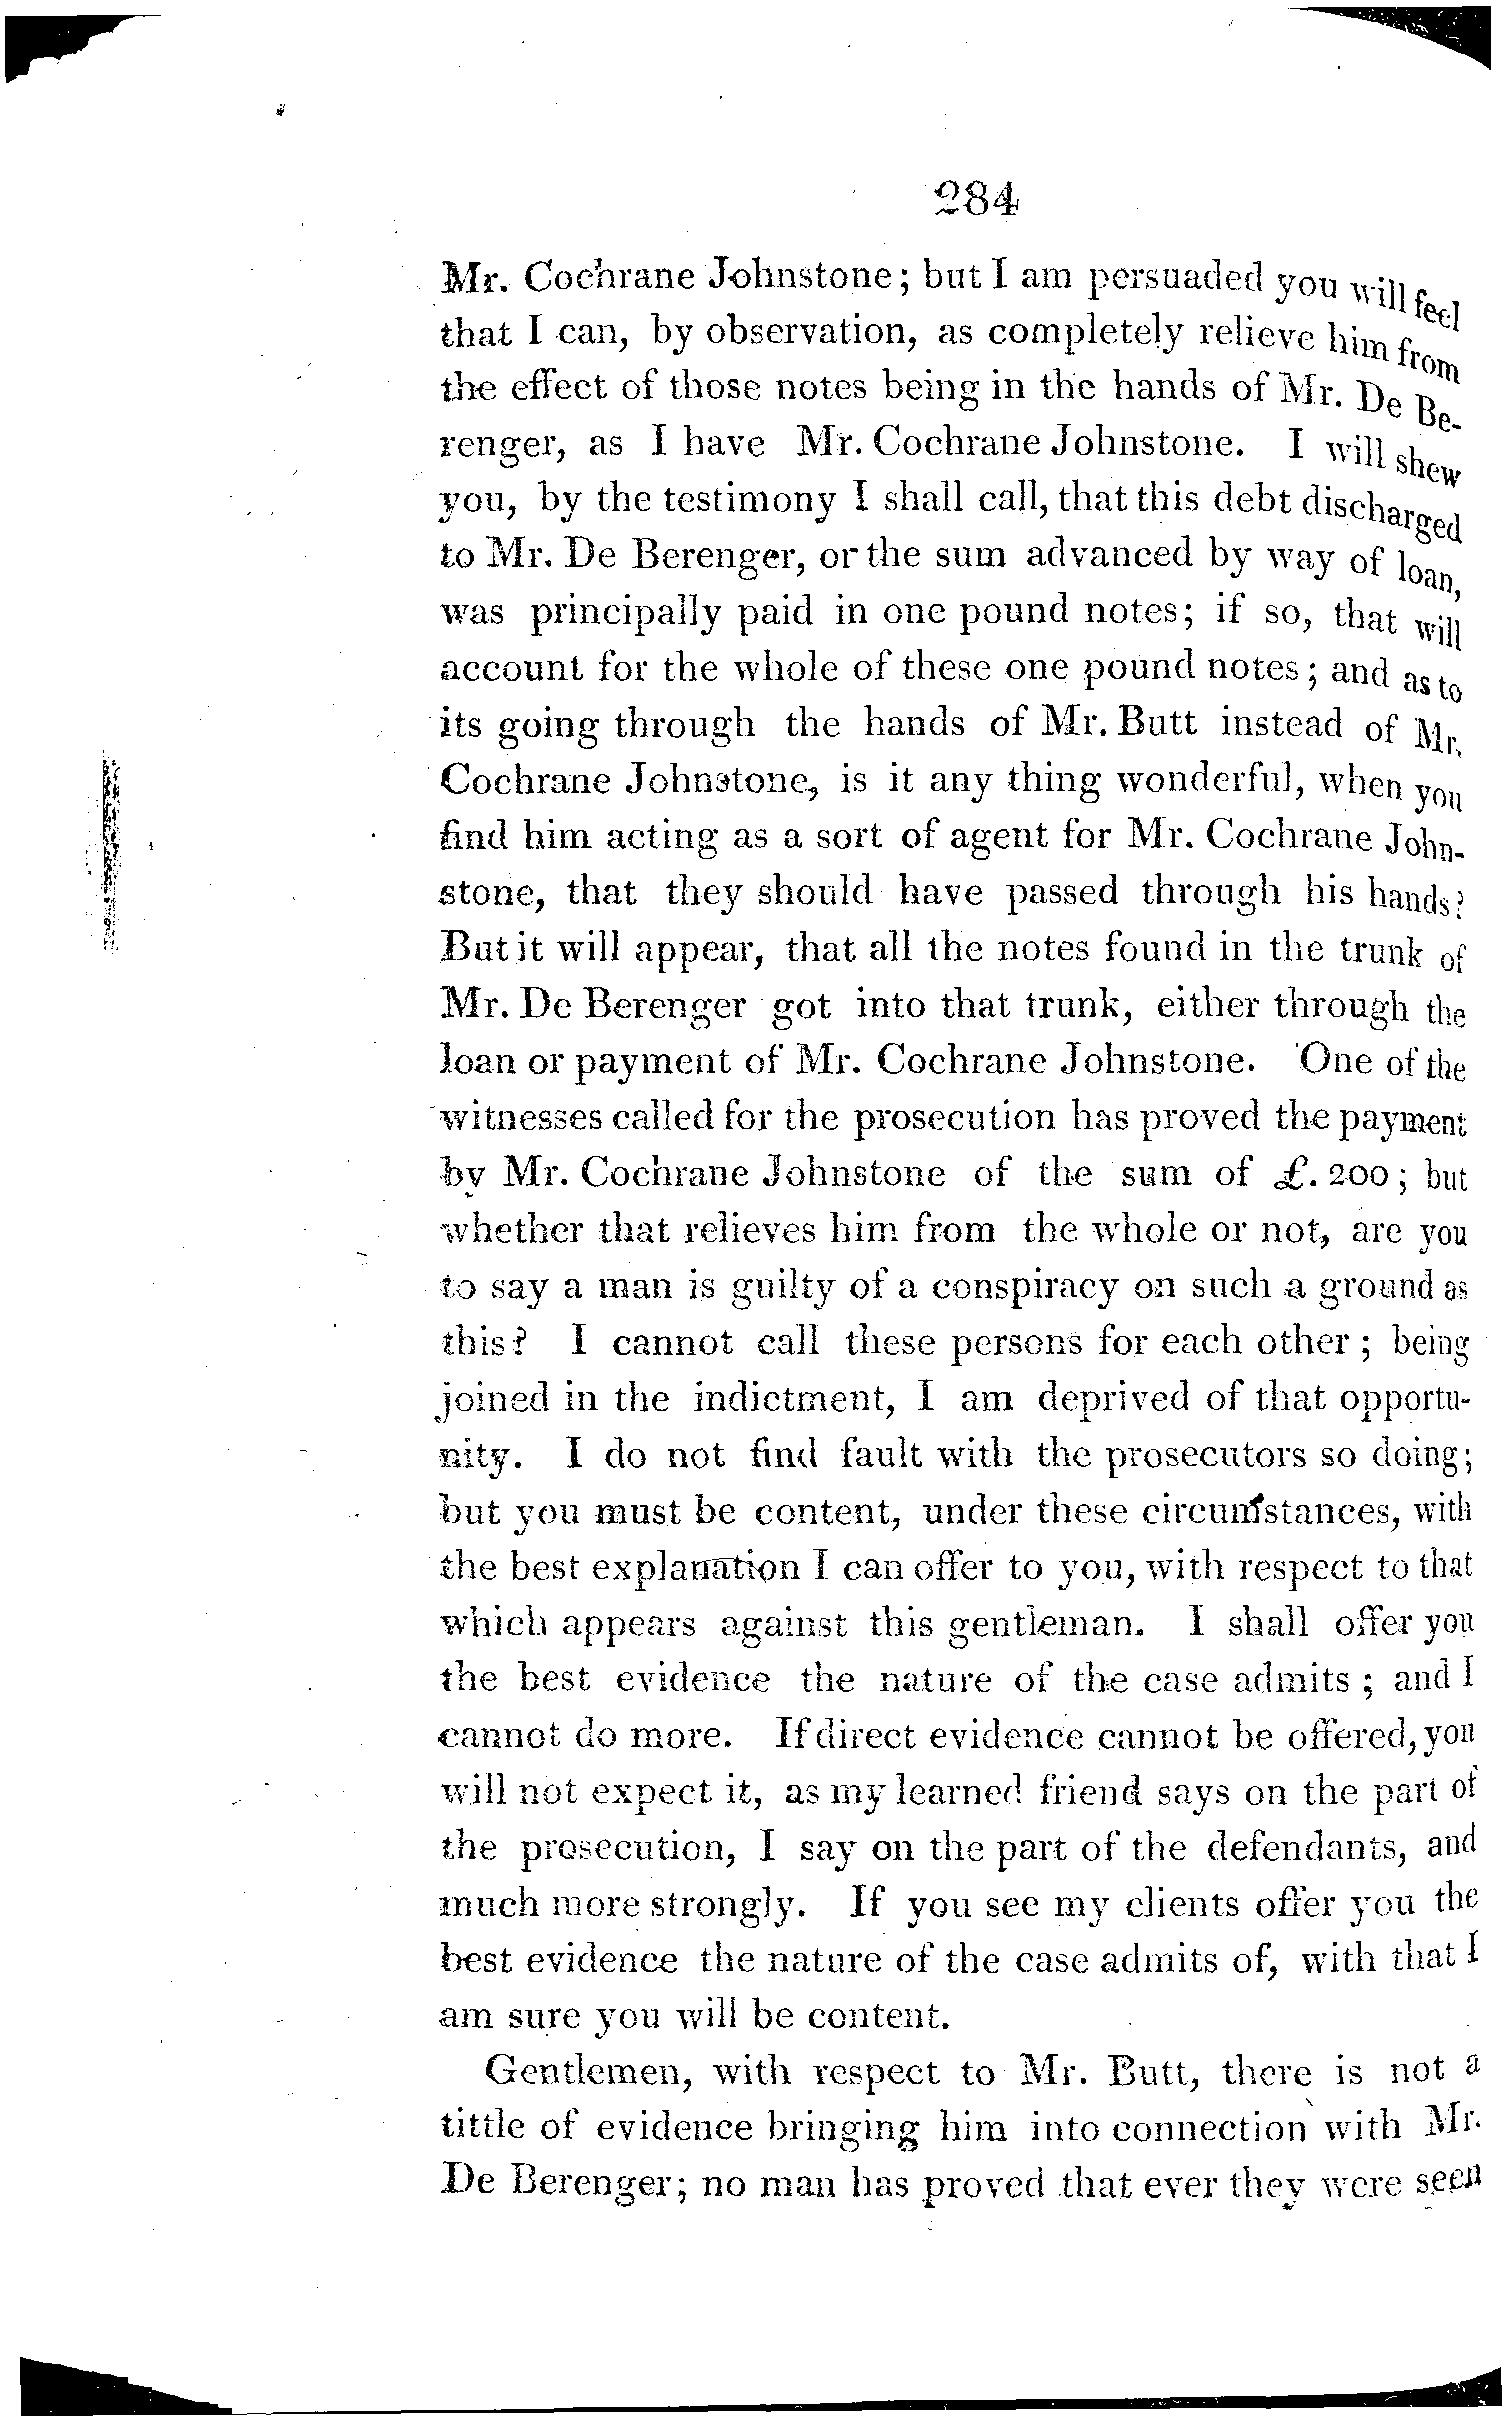 284
Mr. Cochrane Johnstone; but I am persuaded you will feel
that I can, by observation, as completely relieve him from
the effect of those notes being in the hands of Mr. De Be-
renger, as I have Mr. Cochrane Johnstone. I will shew
you, by the testimony I shall call, that this debt discharged
to Mr. De Berenger, or the sum advanced by way of loan,
was principally paid in one pound notes; if so, that will
account for the whole of these one pound notes; and as to
its going through the hands of Mr. Butt instead of Mr.
Cochrane Johnstone, is it any thing wonderful, when you
find him acting as a sort of agent for Mr. Cochrane John-
stone, that they should have passed through his hands?
But it will appear, that all the notes found in the trunk of
Mr. De Berenger got into that trunk, either through the
loan or payment of Mr. Cochrane Johnstone. One of the
witnesses called for the prosecution has proved the payment
by Mr. Cochrane Johnstone of the sum of £. 200; but
whether that relieves him from the whole or not, are you
to say a man is guilty of a conspiracy on such a ground as
this? I cannot call these persons for each other; being
joined in the indictment, I am deprived of that opportu-
nity. I do not find fault with the prosecutors so doing;
but you must be content, under these circumstances, with
the best explanation I can offer to you, with respect to that
which appears against this gentleman. I shall offer you
the best evidence the nature of the case admits; and I
cannot do more. If direct evidence cannot be offered, you
will not expect it, as my learned friend says on the part of
the prosecution, I say on the part of the defendants, and
much more strongly. If you see my clients offer you the
best evidence the nature of the case admits of, with that I
am sure you will be content.
Gentlemen, with respect to Mr. Butt, there is not a
tittle of evidence bringing him into connection with Mr.
De Berenger; no man has proved that ever they were seen